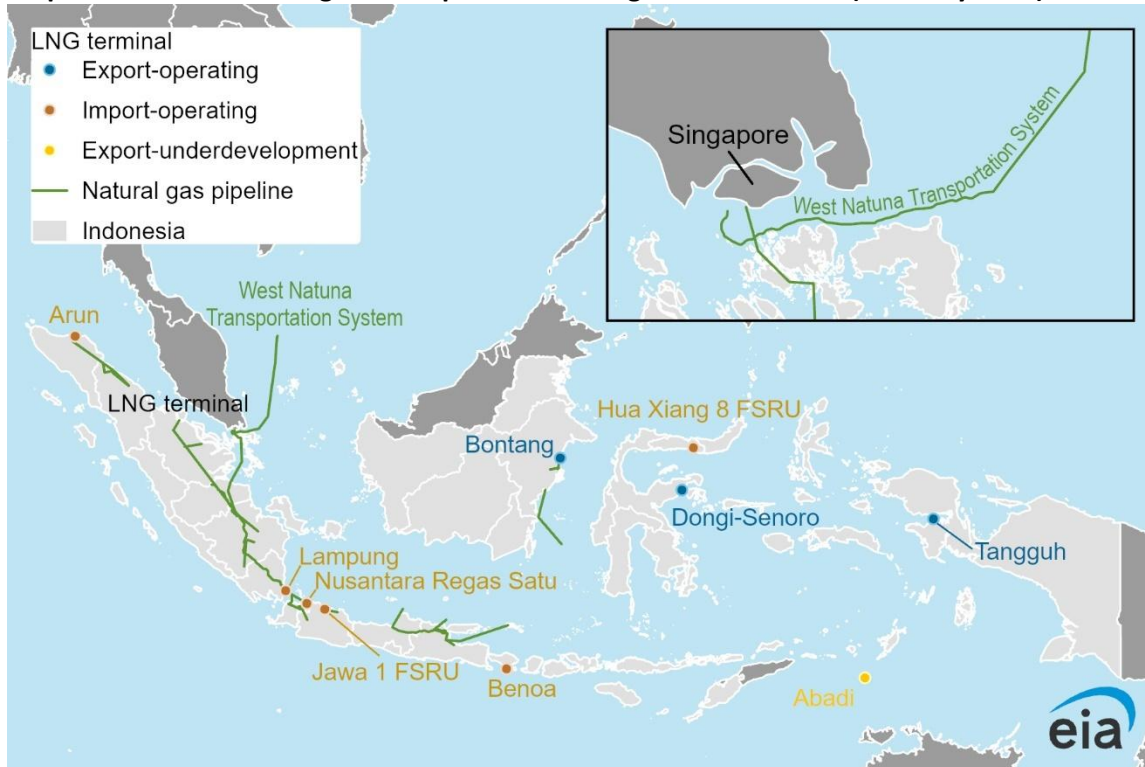 LNG terminal
Export-operating
Import-operating
Export-underdevelopment
Natural gas pipeline
Indonesia
Singapore
West Natuna Transportation System
West Natuna
Transportation System
Arun
LNG terminal
Hua Xiang 8 FSRU
Bontang
Dongi-Senoro
Tangguh
Lampung
Nusantara Regas Satu
Jawa 1 FSRU
Benoa
Abadi
eia